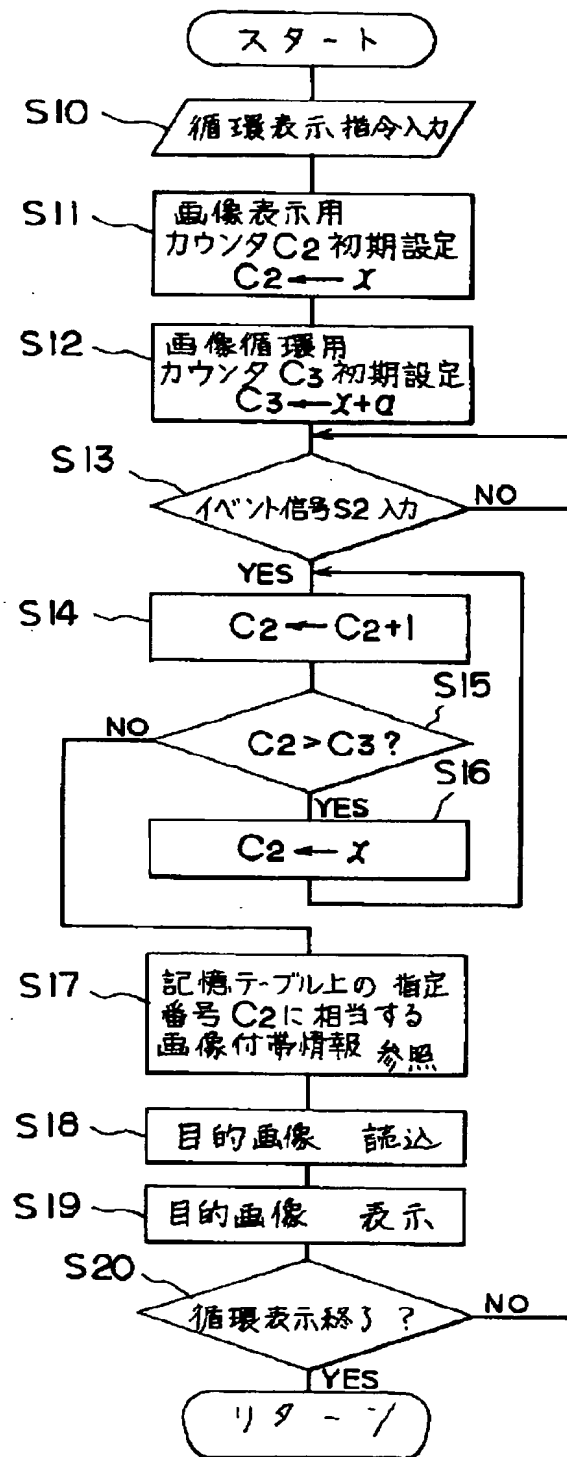 スタート
S10
循環表示指令入力
S11
画像表示用
カウンタC2初期設定
C2←x
S12
画像循環用
カウンタC3初期設定
C3←x+α
S13
イベント信号S2入力
NO
YES
S14
C2←C2+1
S15
NO
C2>C3?
S16
YES
C2←x
S17
記憶テーブル上の指定
番号C2に相当する
画像付帯情報 参照
S18
目的画像 読込
S19
目的画像 表示
S20
循環表示終了?
NO
YES
リターン